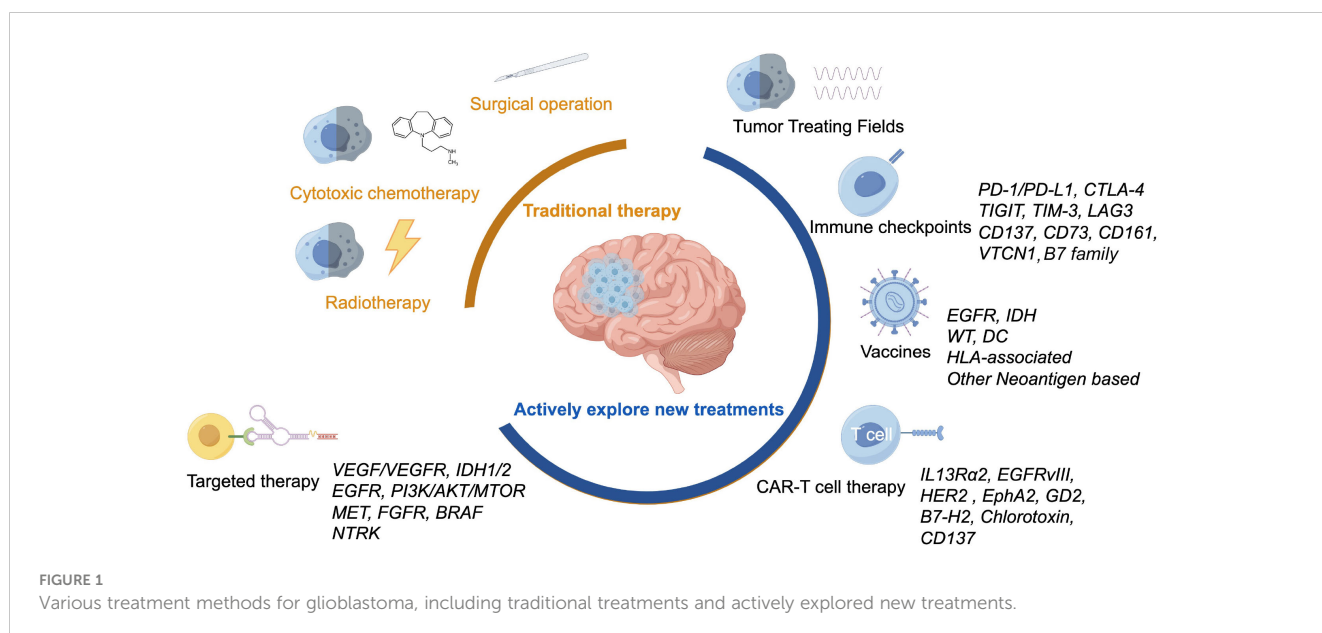 Surgical operation
Cytotoxic chemotherapy
N
NH
CH₃
Radiotherapy
Traditional therapy
Tumor Treating Fields
Immune checkpoints
PD-1/PD-L1, CTLA-4
TIGIT, TIM-3, LAG3
CD137, CD73, CD161,
VTCN1, B7 family
Vaccines
EGFR, IDH
WT, DC
HLA-associated
Other Neoantigen based
T cell
CAR-T cell therapy
IL13Rα2, EGFRvIII,
HER2 , EphA2, GD2,
B7-H2, Chlorotoxin,
CD137
Actively explore new treatments
Targeted therapy
VEGF/VEGFR, IDH1/2
EGFR, PI3K/AKT/MTOR
MET, FGFR, BRAF
NTRK
FIGURE 1
Various treatment methods for glioblastoma, including traditional treatments and actively explored new treatments.